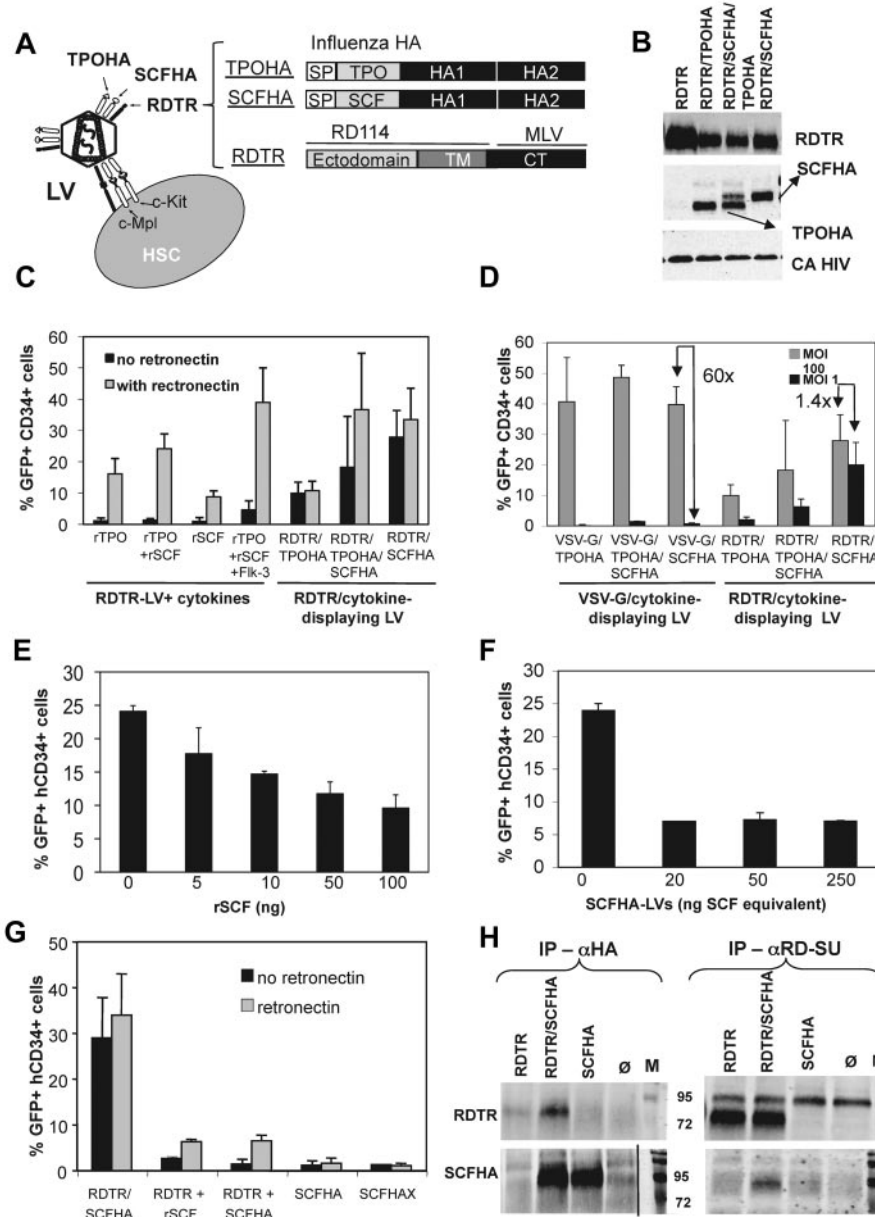 A
Influenza HA
TPOHA
SCFHA
RDTR
LV
c-Kit
c-Mpl
HSC
TPOHA
SP TPO HA1 HA2
SCFHA
SP SCF HA1 HA2
RD114 MLV
RDTR
Ectodomain TM CT
B
RDTR
RDTR/TPOHA
RDTR/SCFHA/
TPOHA
RDTR/SCFHA
RDTR
SCFHA
TPOHA
CA HIV
C
% GFP+ CD34+ cells
60
50
40
30
20
10
0
no retronectin
with rectronectin
rTPO
rTPO
+rSCF
rSCF
rTPO
+rSCF
+Flk-3
RDTR/
TPOHA
RDTR/
TPOHA/
SCFHA
RDTR/
SCFHA
RDTR-LV+ cytokines
RDTR/cytokine-
displaying LV
D
% GFP+ CD34+ cells
60
50
40
30
20
10
0
60x
MOI
100
MOI 1
1.4x
VSV-G/
TPOHA
VSV-G/
TPOHA/
SCFHA
VSV-G/
SCFHA
RDTR/
TPOHA
RDTR/
TPOHA/
SCFHA
RDTR/
SCFHA
VSV-G/cytokine-
displaying LV
RDTR/cytokine-
displaying LV
E
% GFP+ hCD34+ cells
30
25
20
15
10
5
0
0 5 10 50 100
rSCF (ng)
F
% GFP+ hCD34+ cells
30
25
20
15
10
5
0
0 20 50 250
SCFHA-LVs (ng SCF equivalent)
G
% GFP+ hCD34+ cells
50
40
30
20
10
0
no retronectin
retronectin
RDTR/
SCFHA
RDTR +
rSCF
RDTR +
SCFHA
SCFHA
SCFHAX
H
IP – αHA
IP – αRD-SU
RDTR
RDTR/SCFHA
SCFHA
Ø
M
RDTR
RDTR/SCFHA
SCFHA
Ø
RDTR
95
72
SCFHA
95
72